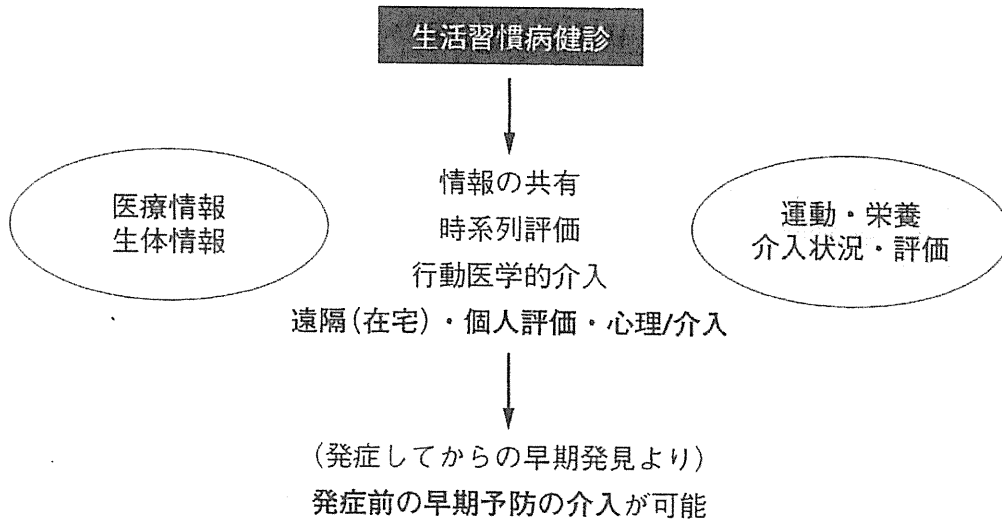 生活習慣病健診
医療情報
生体情報
情報の共有
時系列評価
行動医学的介入
遠隔(在宅)・個人評価・心理/介入
運動・栄養
介入状況・評価
(発症してからの早期発見より)
発症前の早期予防の介入が可能